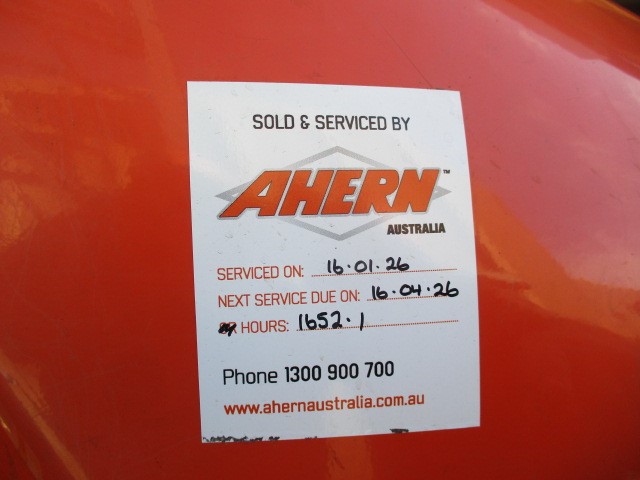 SOLD & SERVICED BY
AHERN™
AUSTRALIA
SERVICED ON: 16.01.26
NEXT SERVICE DUE ON: 16.04.26
HOURS: 1652.1
Phone 1300 900 700
www.ahernaustralia.com.au